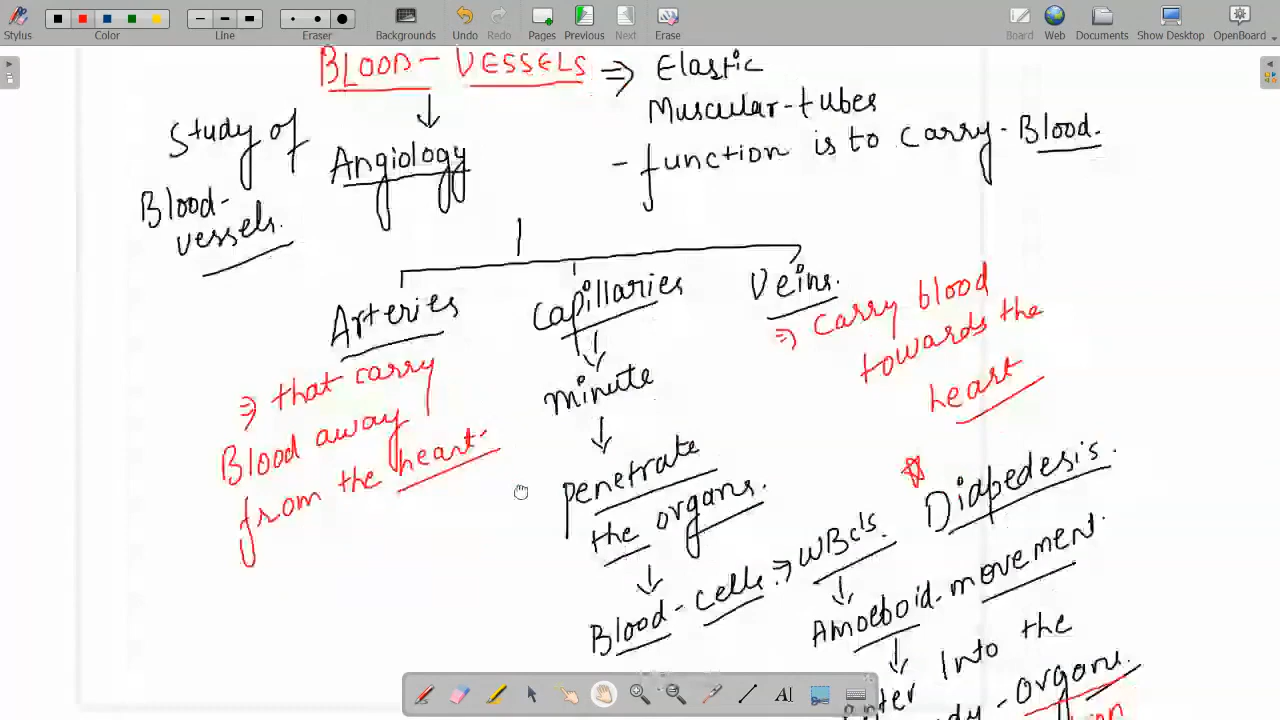 Stylus
Color
Line
Eraser
Backgrounds
Undo
Redo
Pages
Previous
Next
Erase
Board
Web
Documents
Show Desktop
OpenBoard
BLOOD - VESSELS ⇒ Elastic
Muscular-tubes
- function is to carry - Blood.
↓
Angiology
Study of
Blood-
vessels.
Arteries
⇒ that carry
Blood away
from the heart-
Capillaries
↓
minute
↓
penetrate
the organs.
↓
Blood - cells ⇒ WBC's
Veins.
⇒ Carry blood
towards the
heart
Diapedesis.
↓
Amoeboid - movement.
↓
Into the
organs.
AI